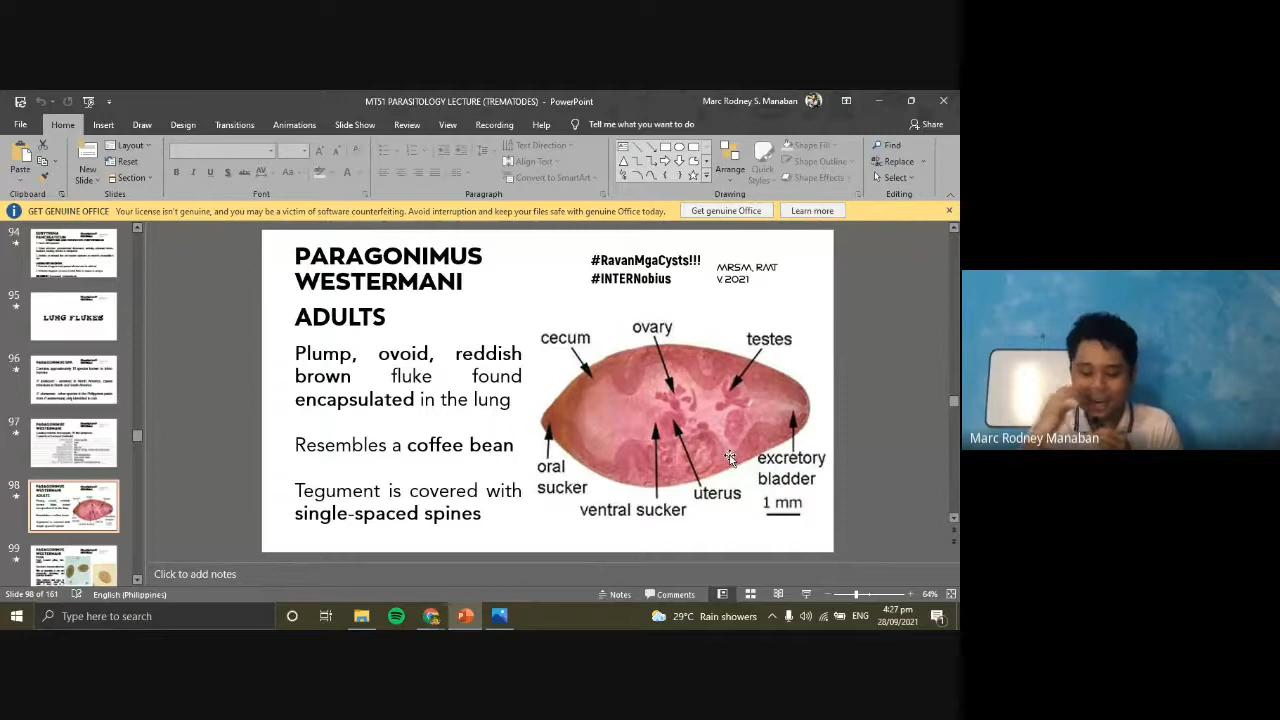 MT51 PARASITOLOGY LECTURE (TREMATODES) - PowerPoint
Marc Rodney S. Manaban
File Home Insert Draw Design Transitions Animations Slide Show Review View Recording Help Tell me what you want to do Share
Paste
Clipboard
New
Slide
Layout
Reset
Section
Slides
B I U S
Font
Text Direction
Align Text
Convert to SmartArt
Paragraph
Arrange
Quick
Styles
Shape Fill
Shape Outline
Shape Effects
Drawing
Find
Replace
Select
Editing
GET GENUINE OFFICE Your license isn't genuine, and you may be a victim of software counterfeiting. Avoid interruption and keep your files safe with genuine Office today. Get genuine Office Learn more
94
95
LUNG FLUKES
96
97
98
99
PARAGONIMUS
WESTERMANI
#RavanMgaCysts!!!
#INTERNobius
MRSM, RMT
V.2021
ADULTS
Plump, ovoid, reddish
brown fluke found
encapsulated in the lung
Resembles a coffee bean
Tegument is covered with
single-spaced spines
cecum
ovary
testes
oral
sucker
ventral sucker
uterus
excretory
bladder
1 mm
Click to add notes
Slide 98 of 161 English (Philippines) Notes Comments 64%
Type here to search
29°C Rain showers ENG
4:27 pm
28/09/2021
1
Marc Rodney Manaban